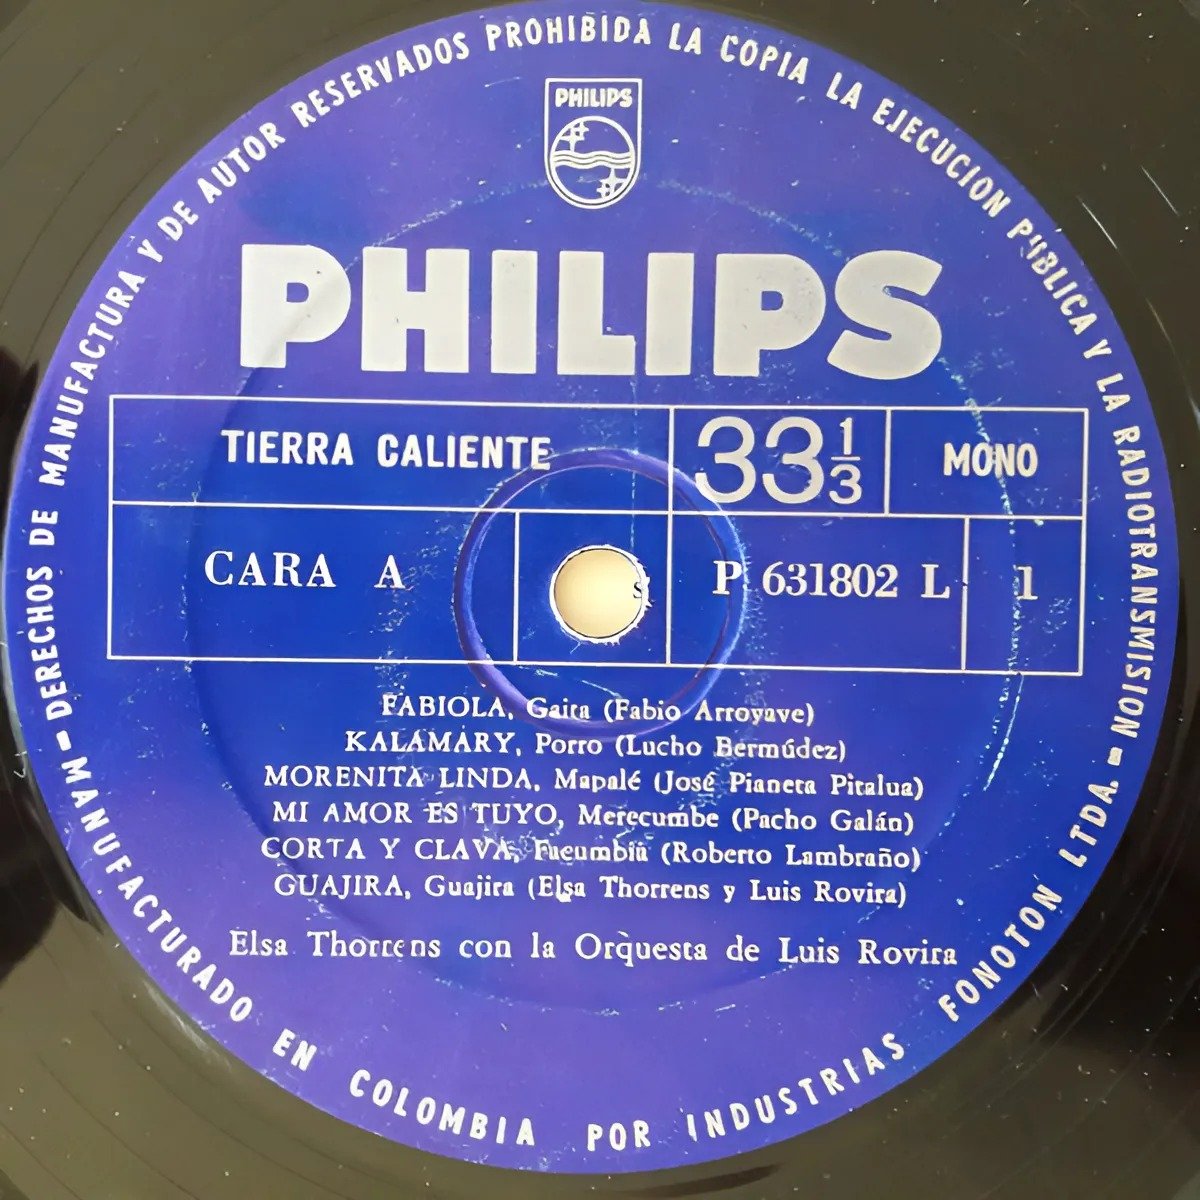 DERECHOS DE MANUFACTURA Y DE AUTOR RESERVADOS PROHIBIDA LA COPIA LA EJECUCION PUBLICA Y LA RADIOTRANSMISION
PHILIPS
PHILIPS
TIERRA CALIENTE
33 1/3
MONO
CARA A
P 631802 L
1
FABIOLA, Gaita (Fabio Arroyave)
KALAMARY, Porro (Lucho Bermúdez)
MORENITA LINDA, Mapalé (José Pianeta Pitalua)
MI AMOR ES TUYO, Merecumbe (Pacho Galán)
CORTA Y CLAVA, Fucumbia (Roberto Lambraño)
GUAJIRA, Guajira (Elsa Thorrens y Luis Rovira)
Elsa Thorrens con la Orquesta de Luis Rovira
MANUFACTURADO EN COLOMBIA POR INDUSTRIAS FONOTON LTDA.